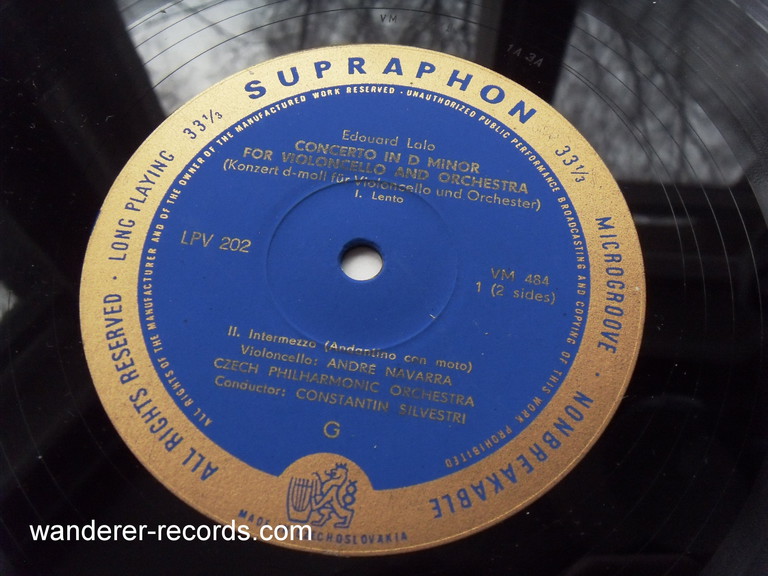 VM
1A 3A
SUPRAPHON
33⅓ MICROGROOVE · NONBREAKABLE
ALL RIGHTS RESERVED · LONG PLAYING 33⅓
ALL RIGHTS OF THE MANUFACTURER AND OF THE OWNER OF THE MANUFACTURED WORK RESERVED · UNAUTHORIZED PUBLIC PERFORMANCE BROADCASTING AND COPYING OF THIS WORK PROHIBITED
Edouard Lalo
CONCERTO IN D MINOR
FOR VIOLONCELLO AND ORCHESTRA
(Konzert d-moll für Violoncello und Orchester)
I. Lento
LPV 202
VM 484
1 (2 sides)
II. Intermezzo (Andantino con moto)
Violoncello: ANDRÉ NAVARRA
CZECH PHILHARMONIC ORCHESTRA
Conductor: CONSTANTIN SILVESTRI
G
CZECHOSLOVAKIA
wanderer-records.com